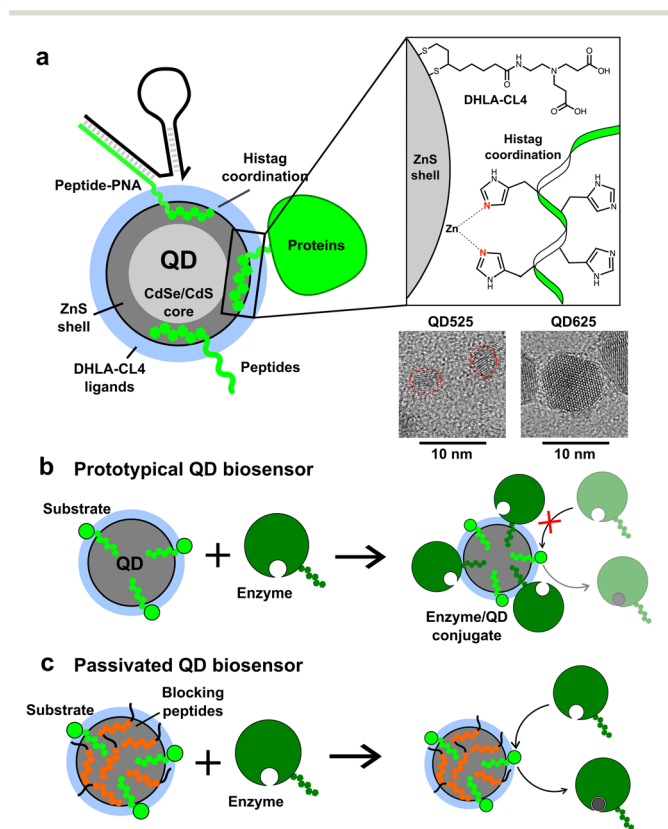 a
Peptide-PNA
Histag
coordination
QD
CdSe/CdS
core
Proteins
ZnS
shell
DHLA-CL4
ligands
Peptides
ZnS
shell
S
S
O
H
N
N
O
OH
O
OH
DHLA-CL4
Histag
coordination
H
N
N
H
N
N
Zn
N
N
H
N
N
H
QD525
QD625
10 nm
10 nm
b Prototypical QD biosensor
Substrate
QD
+
Enzyme
Enzyme/QD
conjugate
c Passivated QD biosensor
Blocking
peptides
Substrate
+
Enzyme